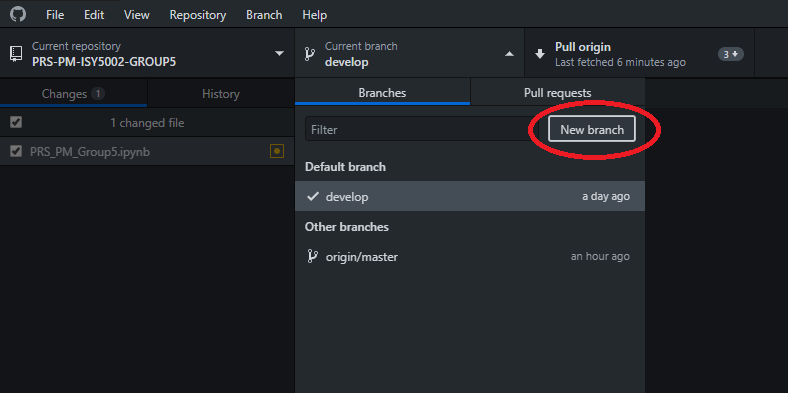 File Edit View Repository Branch Help
Current repository
PRS-PM-ISY5002-GROUP5
Current branch
develop
Pull origin
Last fetched 6 minutes ago
3
Changes 1
History
Branches
Pull requests
1 changed file
Filter
New branch
PRS_PM_Group5.ipynb
Default branch
develop
a day ago
Other branches
origin/master
an hour ago